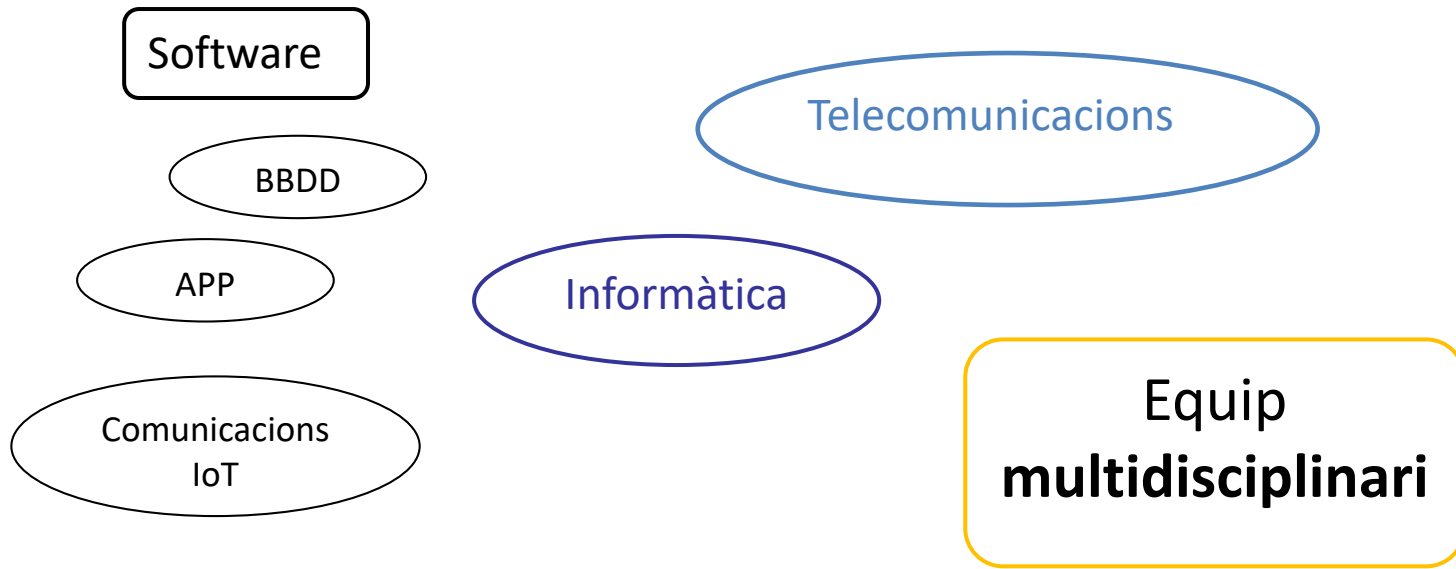 Software
Telecomunicacions
BBDD
APP
Informàtica
Comunicacions
IoT
Equip
multidisciplinari